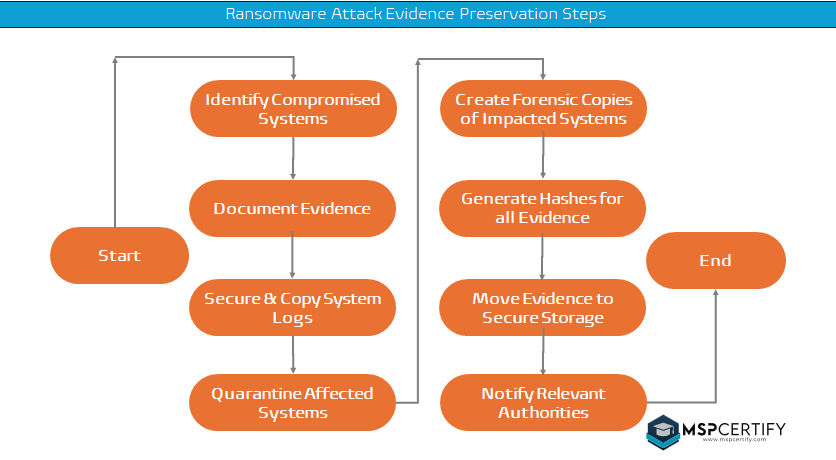 Ransomware Attack Evidence Preservation Steps
Start
Identify Compromised
Systems
Document Evidence
Secure & Copy System
Logs
Quarantine Affected
Systems
Create Forensic Copies
of Impacted Systems
Generate Hashes for
all Evidence
Move Evidence to
Secure Storage
Notify Relevant
Authorities
End
MSPCERTIFY
www.mspcertify.com